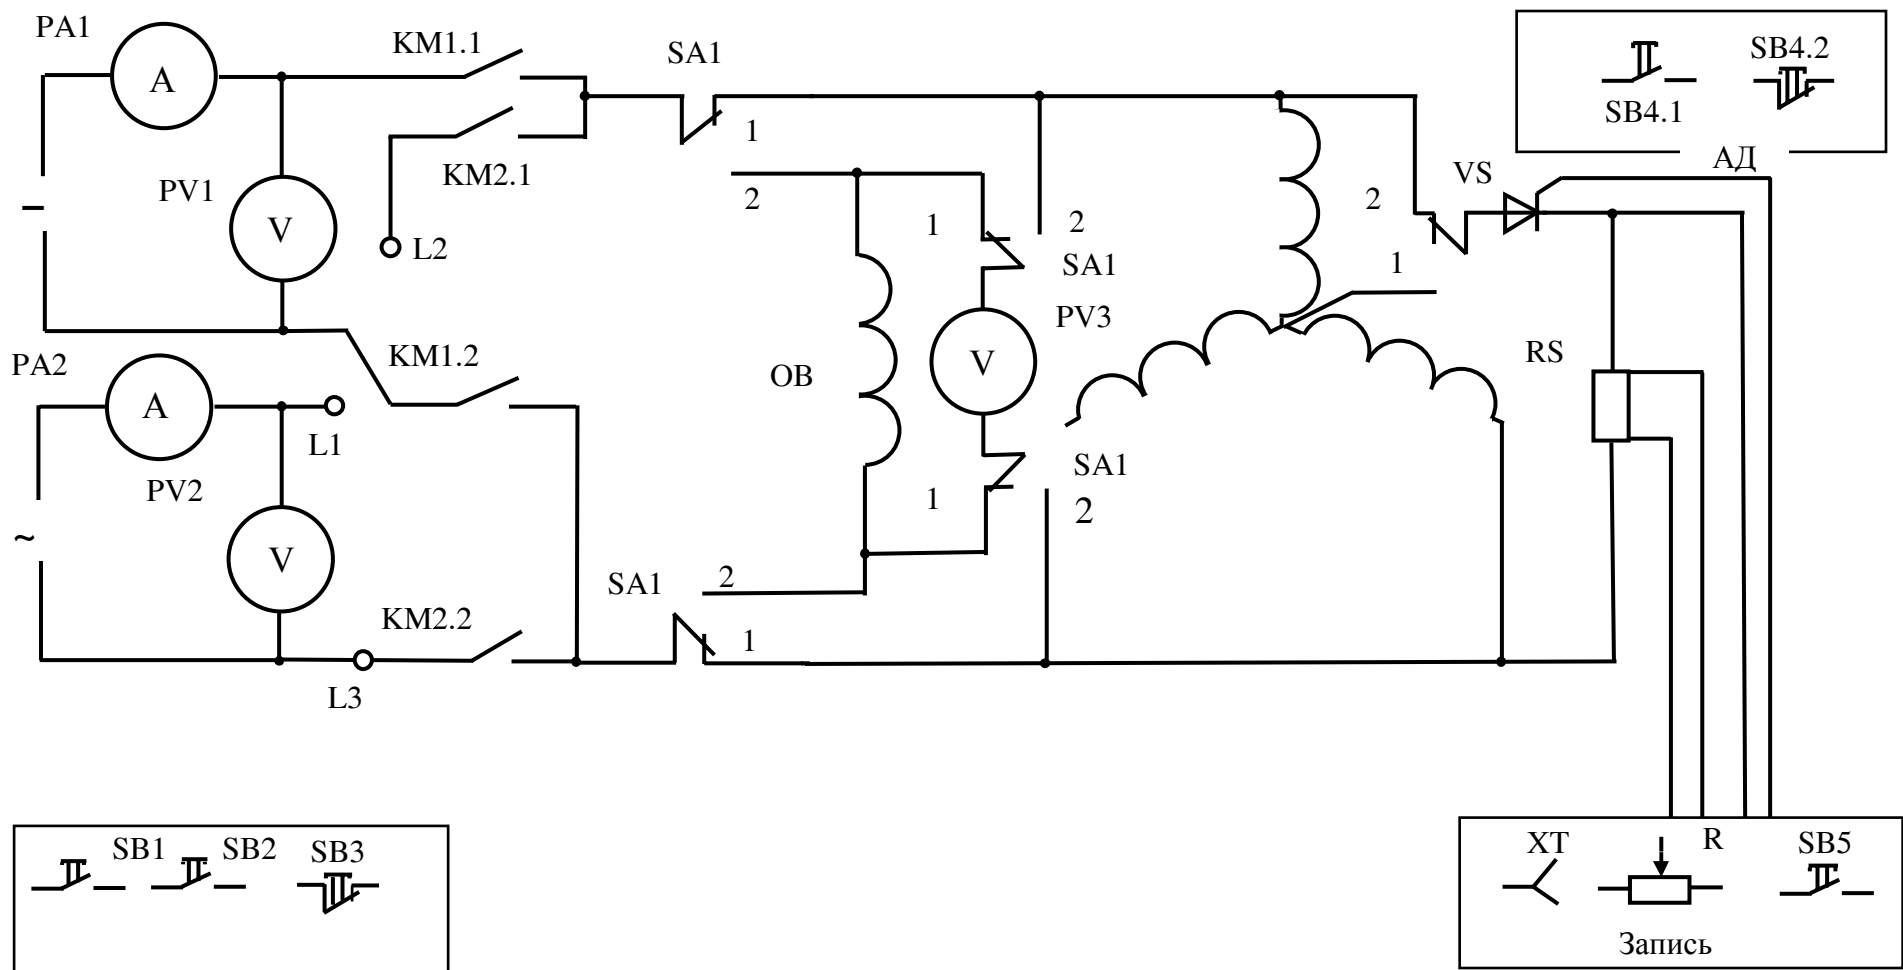 PA1
A
KM1.1
SA1
SB4.2
SB4.1
1
KM2.1
АД
VS
PV1
2
2
–
V
L2
1
2
SA1
1
PV3
PA2
KM1.2
RS
A
ОВ
V
L1
PV2
SA1
1
2
~
V
SA1
2
KM2.2
1
L3
SB1
SB2
SB3
XT
R
SB5
Запись